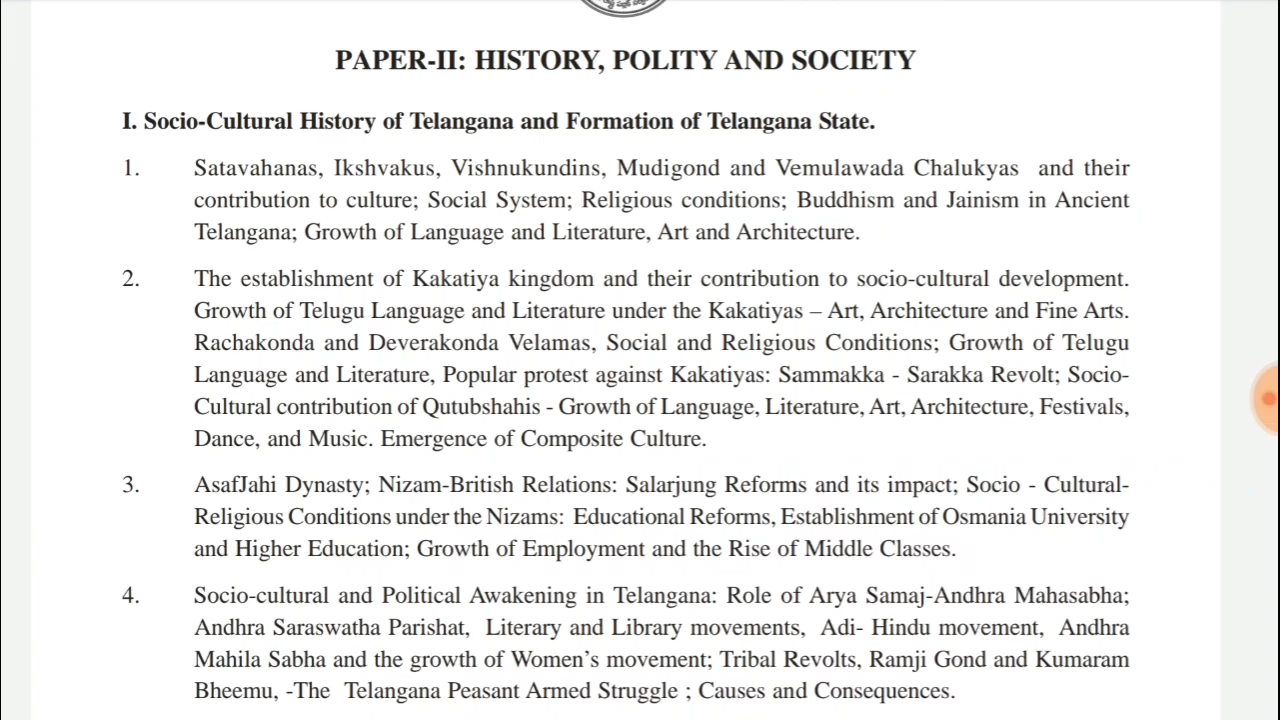 PAPER-II: HISTORY, POLITY AND SOCIETY
I. Socio-Cultural History of Telangana and Formation of Telangana State.
1. Satavahanas, Ikshvakus, Vishnukundins, Mudigond and Vemulawada Chalukyas and their
contribution to culture; Social System; Religious conditions; Buddhism and Jainism in Ancient
Telangana; Growth of Language and Literature, Art and Architecture.
2. The establishment of Kakatiya kingdom and their contribution to socio-cultural development.
Growth of Telugu Language and Literature under the Kakatiyas – Art, Architecture and Fine Arts.
Rachakonda and Deverakonda Velamas, Social and Religious Conditions; Growth of Telugu
Language and Literature, Popular protest against Kakatiyas: Sammakka - Sarakka Revolt; Socio-
Cultural contribution of Qutubshahis - Growth of Language, Literature, Art, Architecture, Festivals,
Dance, and Music. Emergence of Composite Culture.
3. AsafJahi Dynasty; Nizam-British Relations: Salarjung Reforms and its impact; Socio - Cultural-
Religious Conditions under the Nizams: Educational Reforms, Establishment of Osmania University
and Higher Education; Growth of Employment and the Rise of Middle Classes.
4. Socio-cultural and Political Awakening in Telangana: Role of Arya Samaj-Andhra Mahasabha;
Andhra Saraswatha Parishat, Literary and Library movements, Adi- Hindu movement, Andhra
Mahila Sabha and the growth of Women's movement; Tribal Revolts, Ramji Gond and Kumaram
Bheemu, -The Telangana Peasant Armed Struggle ; Causes and Consequences.